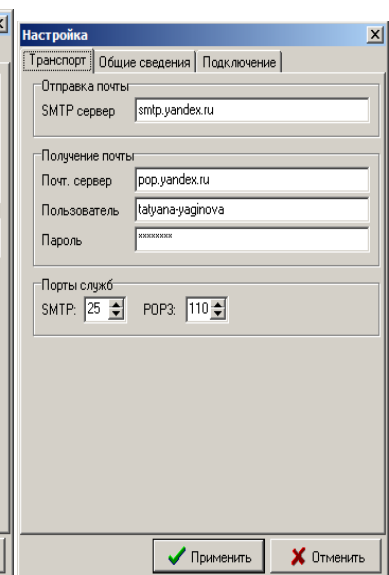 Настройка
Транспорт Общие сведения Подключение
Отправка почты
SMTP сервер smtp.yandex.ru
Получение почты
Почт. сервер pop.yandex.ru
Пользователь tatyana-yaginova
Пароль ××××××××
Порты служб
SMTP: 25 POP3: 110
Применить Отменить